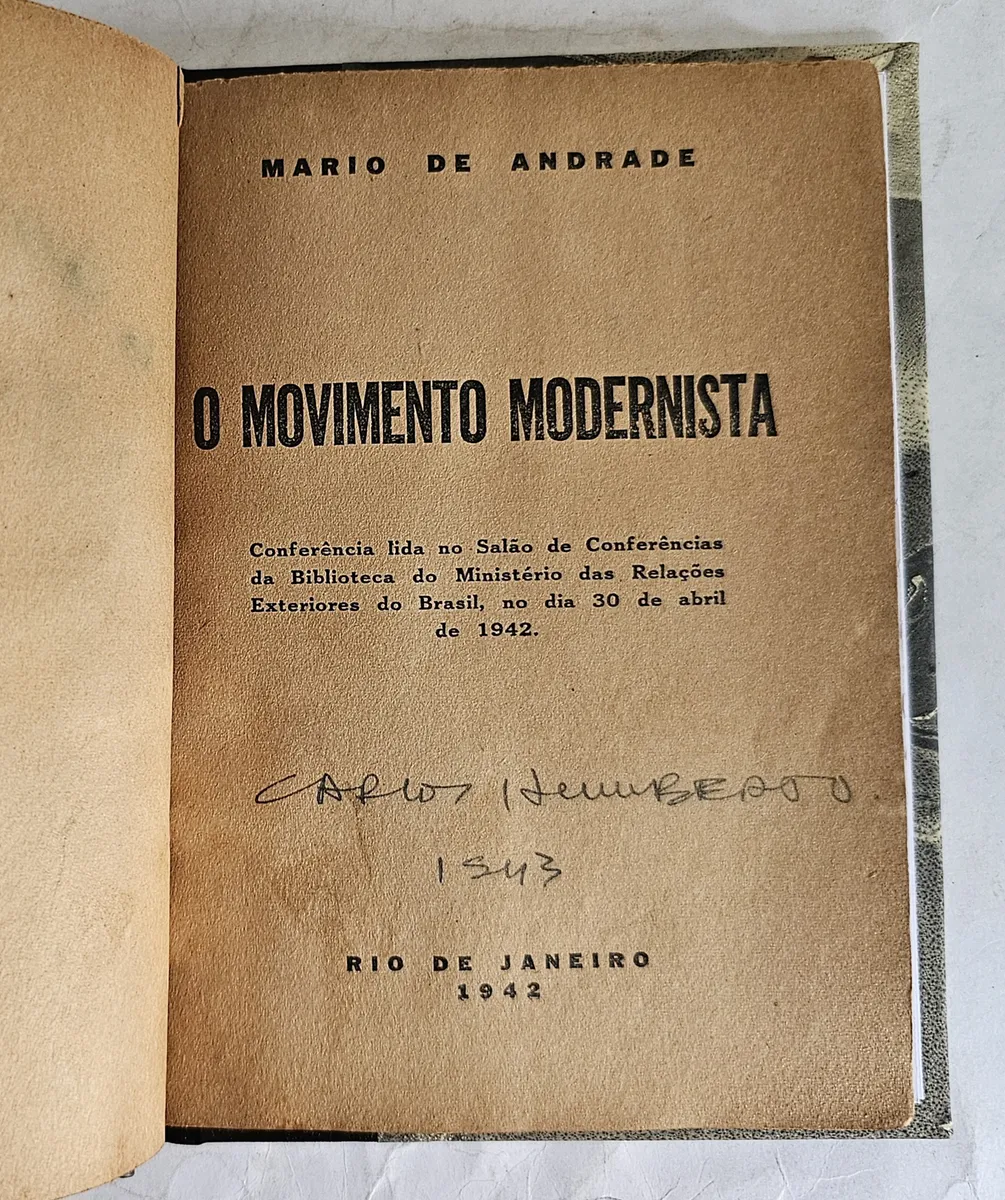 MARIO DE ANDRADE
O MOVIMENTO MODERNISTA
Conferência lida no Salão de Conferências
da Biblioteca do Ministério das Relações
Exteriores do Brasil, no dia 30 de abril
de 1942.
CARLOS HUMBERTO.
1943
RIO DE JANEIRO
1942